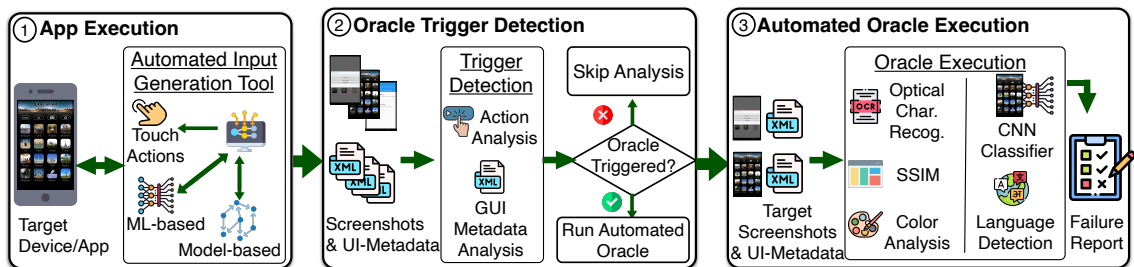 1 App Execution
Automated Input
Generation Tool
Touch
Actions
ML-based
Model-based
Target
Device/App
2 Oracle Trigger Detection
XML
XML
Screenshots
& UI-Metadata
Trigger
Detection
Action
Analysis
XML
GUI
Metadata
Analysis
Skip Analysis
Oracle
Triggered?
Run Automated
Oracle
3 Automated Oracle Execution
XML
XML
Target
Screenshots
& UI-Metadata
Oracle Execution
OCR
Optical
Char.
Recog.
SSIM
Color
Analysis
CNN
Classifier
A
Language
Detection
Failure
Report